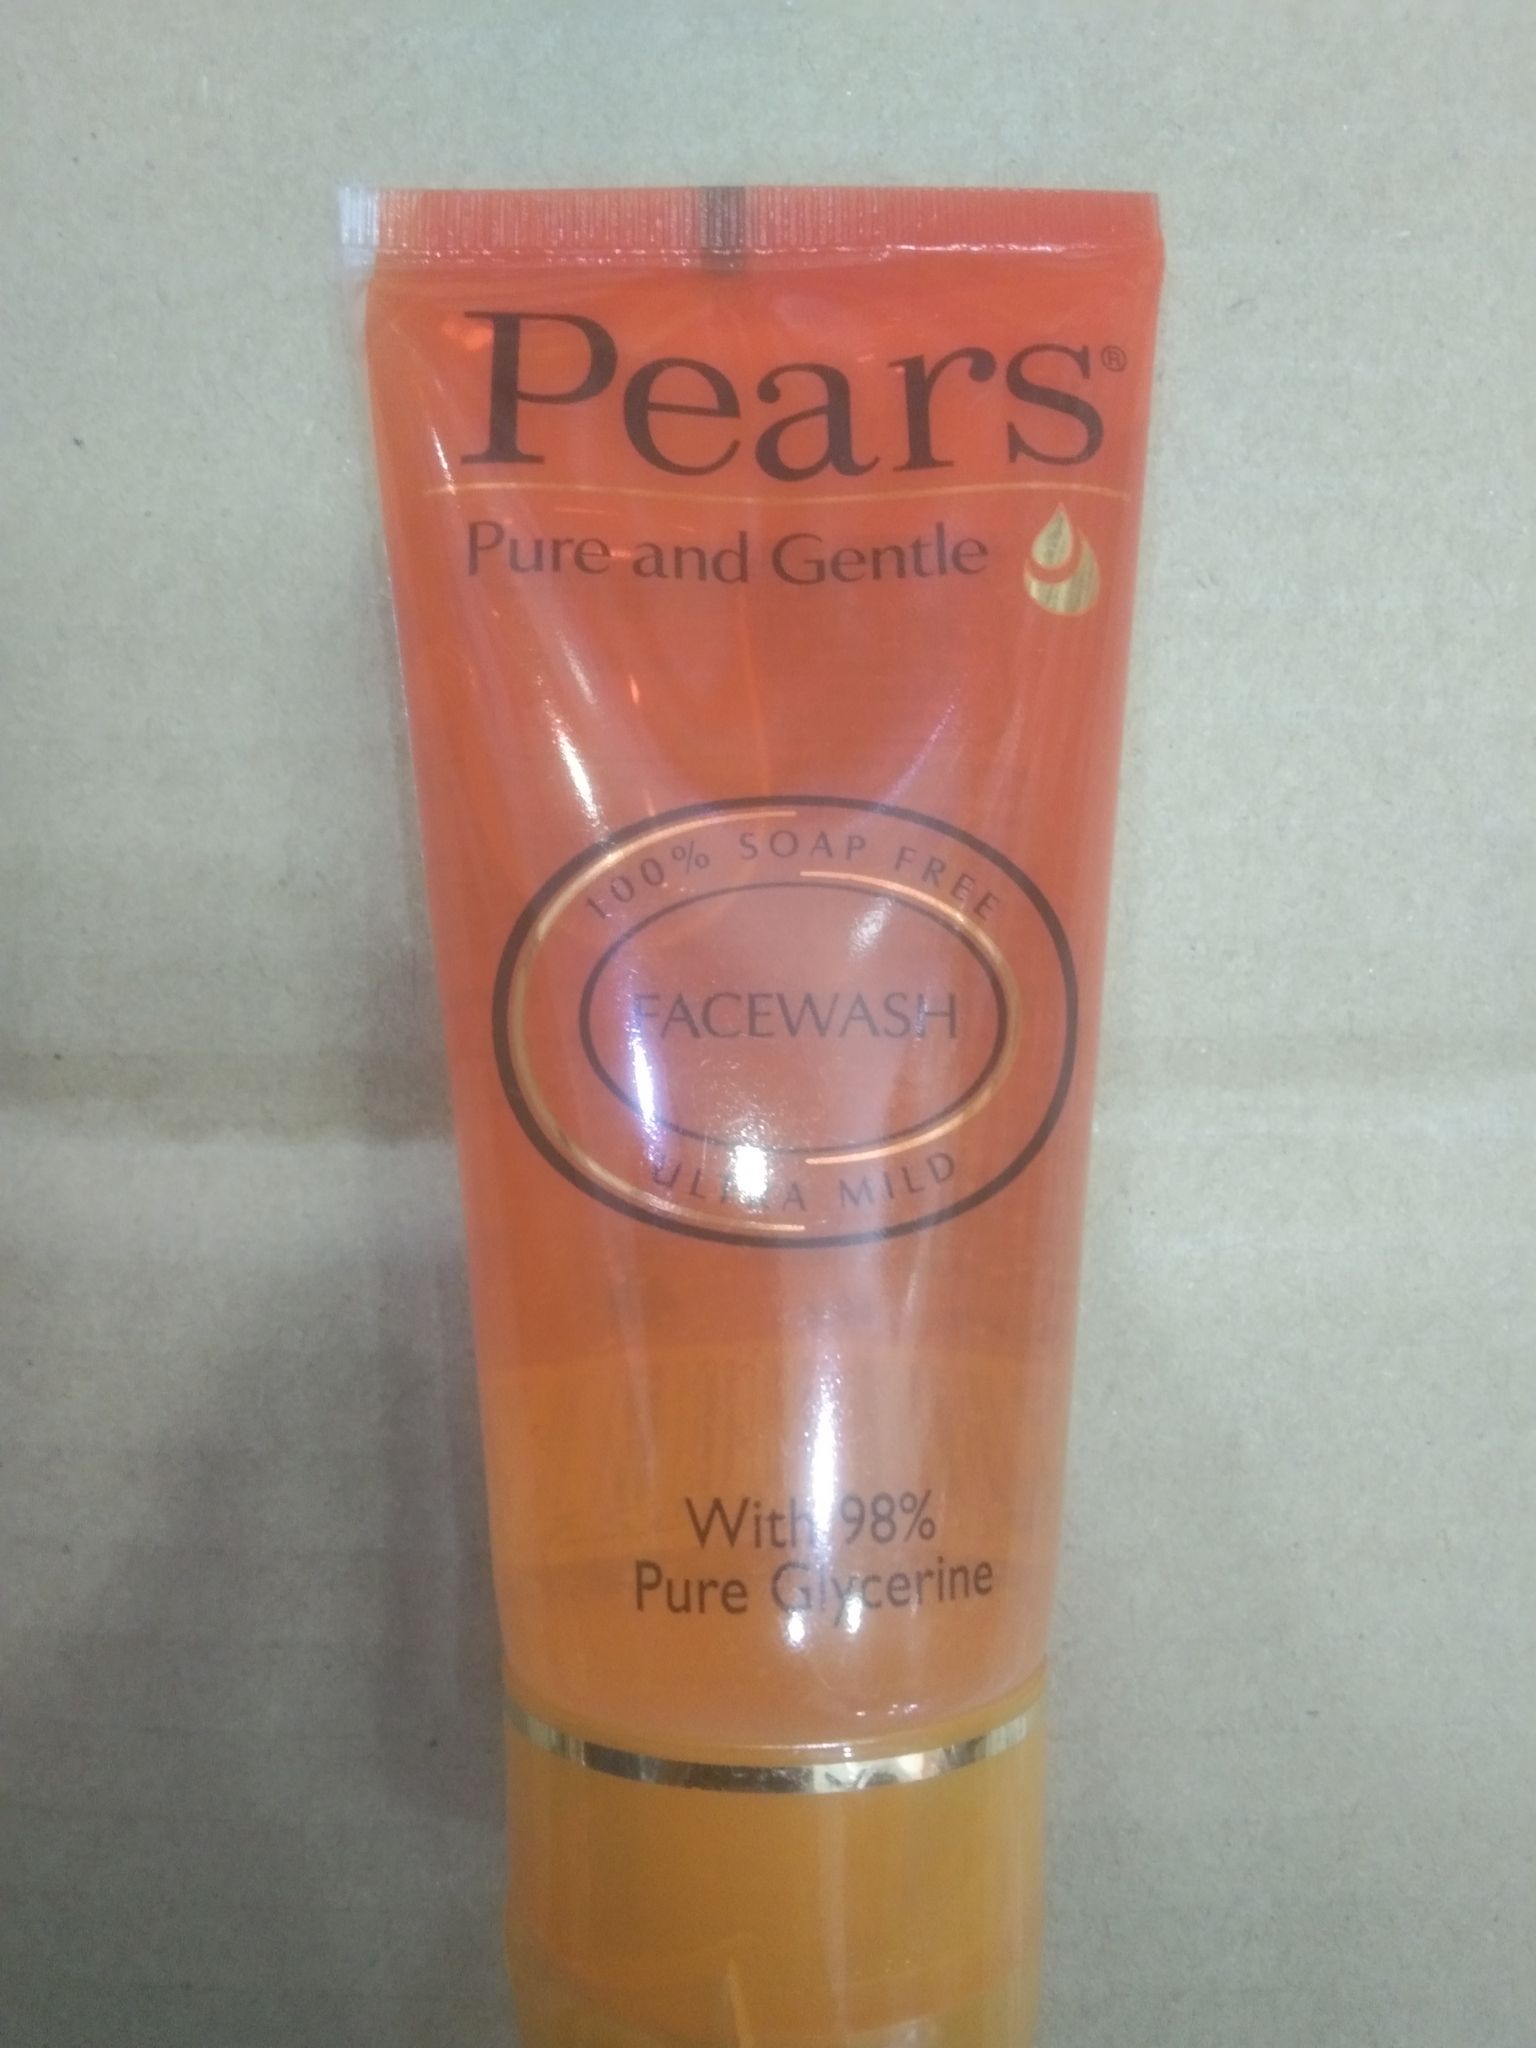 Pears®
Pure and Gentle
100% SOAP FREE
FACEWASH
ULTRA MILD
With 98%
Pure Glycerine